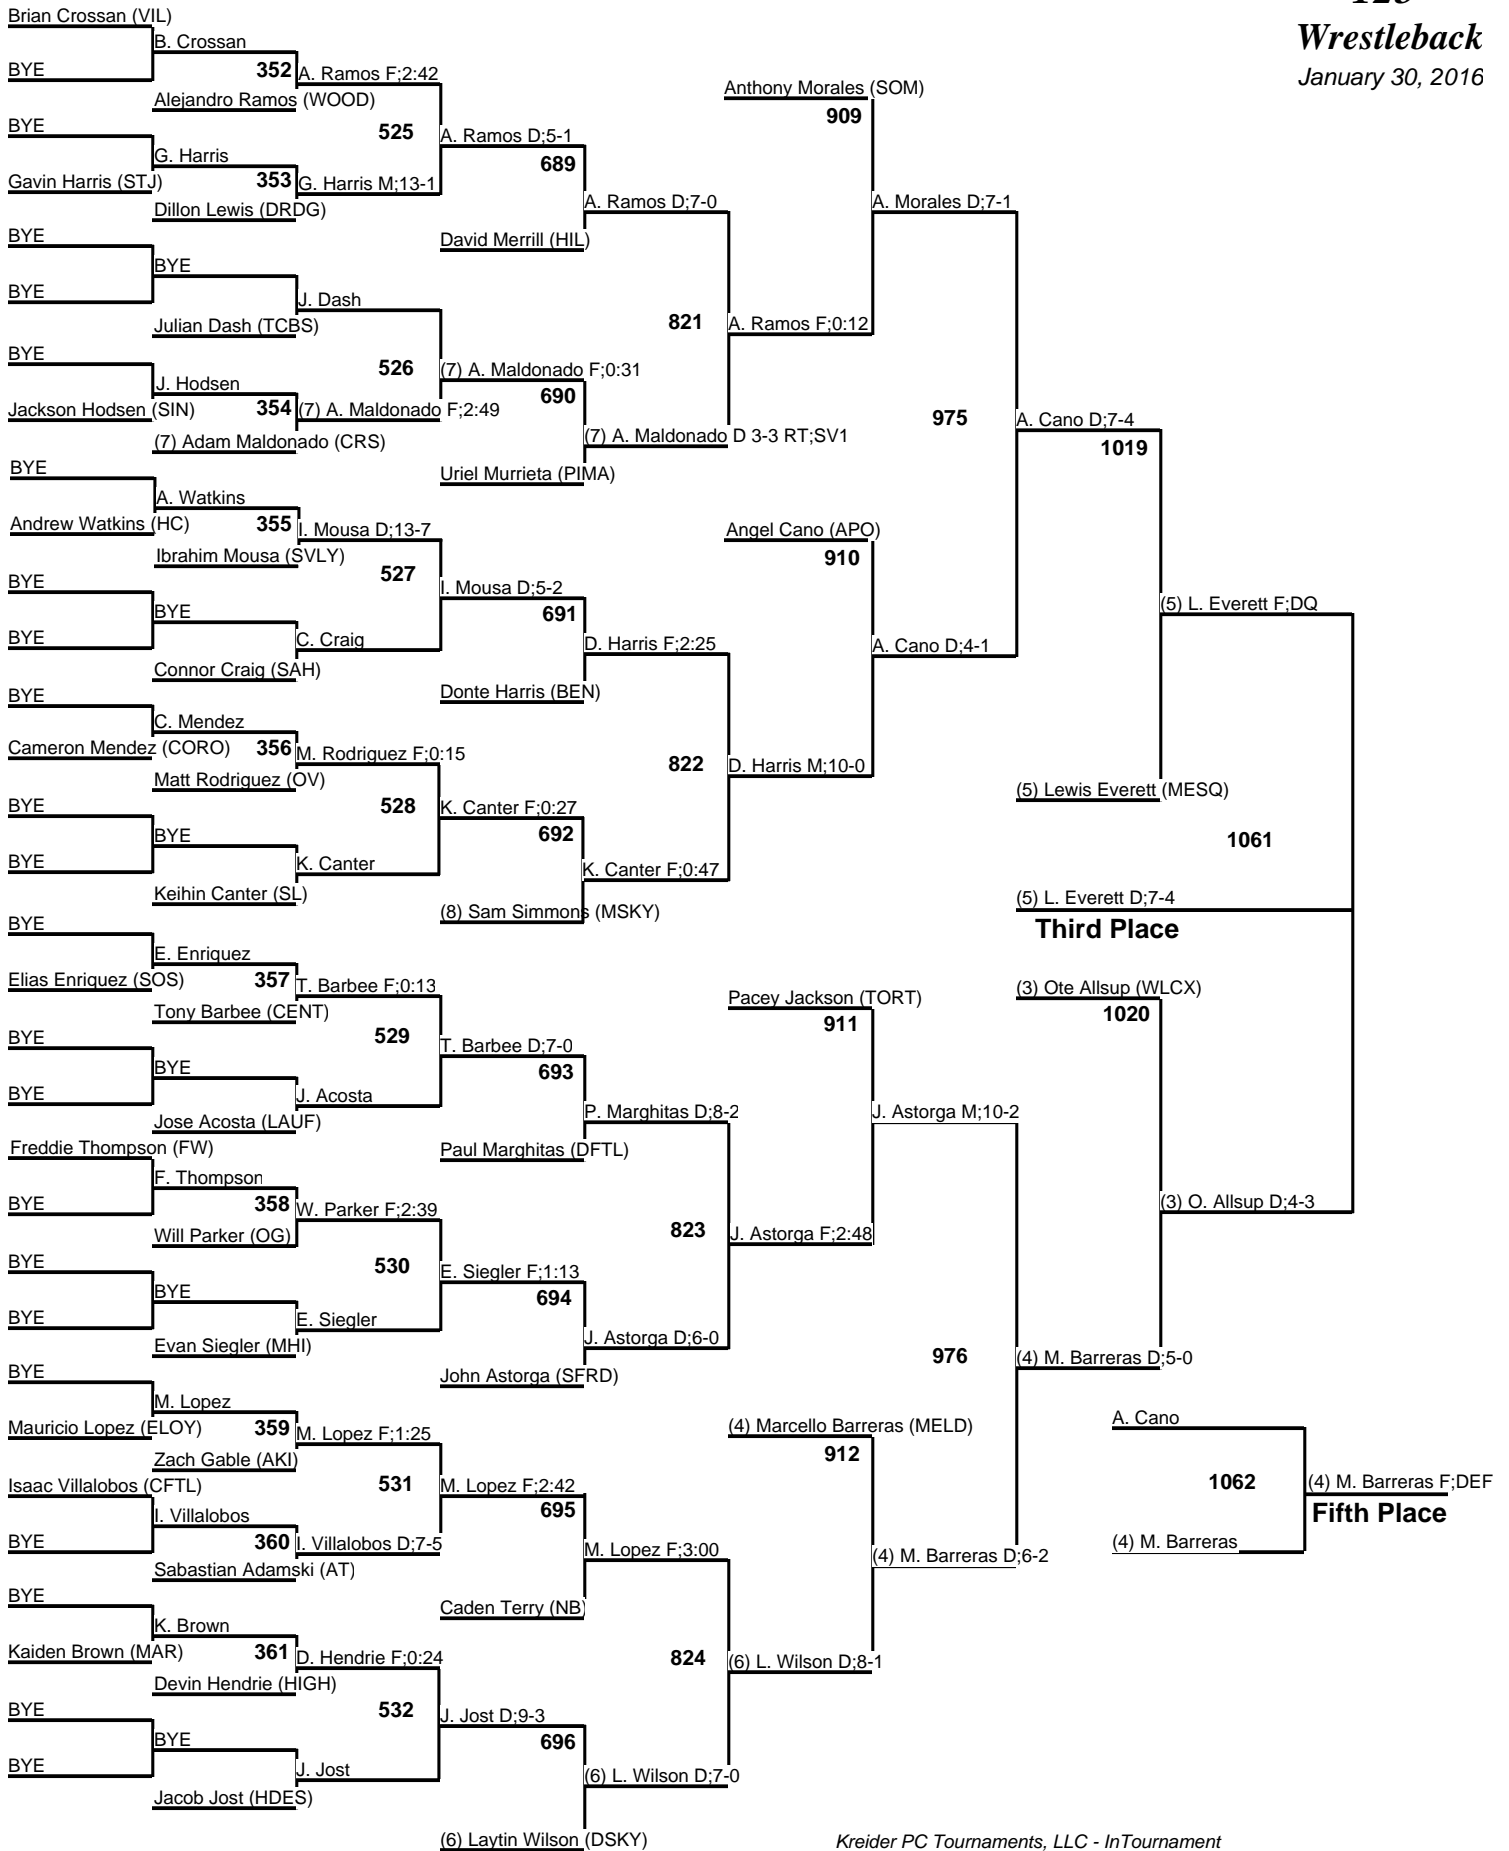 Wrestleback
January 30, 2016
Brian Crossan (VIL)
B. Crossan
BYE
352
A. Ramos F;2:42
Alejandro Ramos (WOOD)
BYE
525
A. Ramos D;5-1
G. Harris
689
Gavin Harris (STJ)
353
G. Harris M;13-1
Dillon Lewis (DRDG)
A. Ramos D;7-0
BYE
David Merrill (HIL)
BYE
BYE
J. Dash
Julian Dash (TCBS)
821
A. Ramos F;0:12
BYE
526
(7) A. Maldonado F;0:31
J. Hodsen
690
Jackson Hodsen (SIN)
354
(7) A. Maldonado F;2:49
(7) Adam Maldonado (CRS)
(7) A. Maldonado D 3-3 RT;SV1
Uriel Murrieta (PIMA)
Anthony Morales (SOM)
909
A. Morales D;7-1
975
A. Cano D;7-4
1019
BYE
A. Watkins
Andrew Watkins (HC)
355
I. Mousa D;13-7
Ibrahim Mousa (SVLY)
527
BYE
I. Mousa D;5-2
BYE
691
BYE
C. Craig
D. Harris F;2:25
Connor Craig (SAH)
Donte Harris (BEN)
BYE
C. Mendez
Cameron Mendez (CORO)
356
M. Rodriguez F;0:15
Matt Rodriguez (OV)
822
D. Harris M;10-0
BYE
528
K. Canter F;0:27
BYE
692
BYE
K. Canter
K. Canter F;0:47
Keihin Canter (SL)
(8) Sam Simmons (MSKY)
Angel Cano (APO)
910
A. Cano D;4-1
(5) L. Everett F;DQ
(5) Lewis Everett (MESQ)
1061
(5) L. Everett D;7-4
Third Place
BYE
E. Enriquez
Elias Enriquez (SOS)
357
T. Barbee F;0:13
Tony Barbee (CENT)
529
BYE
T. Barbee D;7-0
BYE
693
BYE
J. Acosta
P. Marghitas D;8-2
Jose Acosta (LAUF)
Paul Marghitas (DFTL)
Freddie Thompson (FW)
F. Thompson
BYE
358
W. Parker F;2:39
Will Parker (OG)
823
J. Astorga F;2:48
BYE
530
E. Siegler F;1:13
BYE
694
BYE
E. Siegler
J. Astorga D;6-0
Evan Siegler (MHI)
John Astorga (SFRD)
Pacey Jackson (TORT)
911
J. Astorga M;10-2
(3) Ote Allsup (WLCX)
1020
(3) O. Allsup D;4-3
976
(4) M. Barreras D;5-0
BYE
M. Lopez
Mauricio Lopez (ELOY)
359
M. Lopez F;1:25
Zach Gable (AKI)
Isaac Villalobos (CFTL)
531
M. Lopez F;2:42
I. Villalobos
695
BYE
360
I. Villalobos D;7-5
Sabastian Adamski (AT)
M. Lopez F;3:00
BYE
Caden Terry (NB)
K. Brown
Kaiden Brown (MAR)
361
D. Hendrie F;0:24
Devin Hendrie (HIGH)
824
(6) L. Wilson D;8-1
BYE
532
J. Jost D;9-3
BYE
696
BYE
J. Jost
(6) L. Wilson D;7-0
Jacob Jost (HDES)
(6) Laytin Wilson (DSKY)
(4) Marcello Barreras (MELD)
912
(4) M. Barreras D;6-2
A. Cano
1062
(4) M. Barreras F;DEF
Fifth Place
(4) M. Barreras
Kreider PC Tournaments, LLC - InTournament